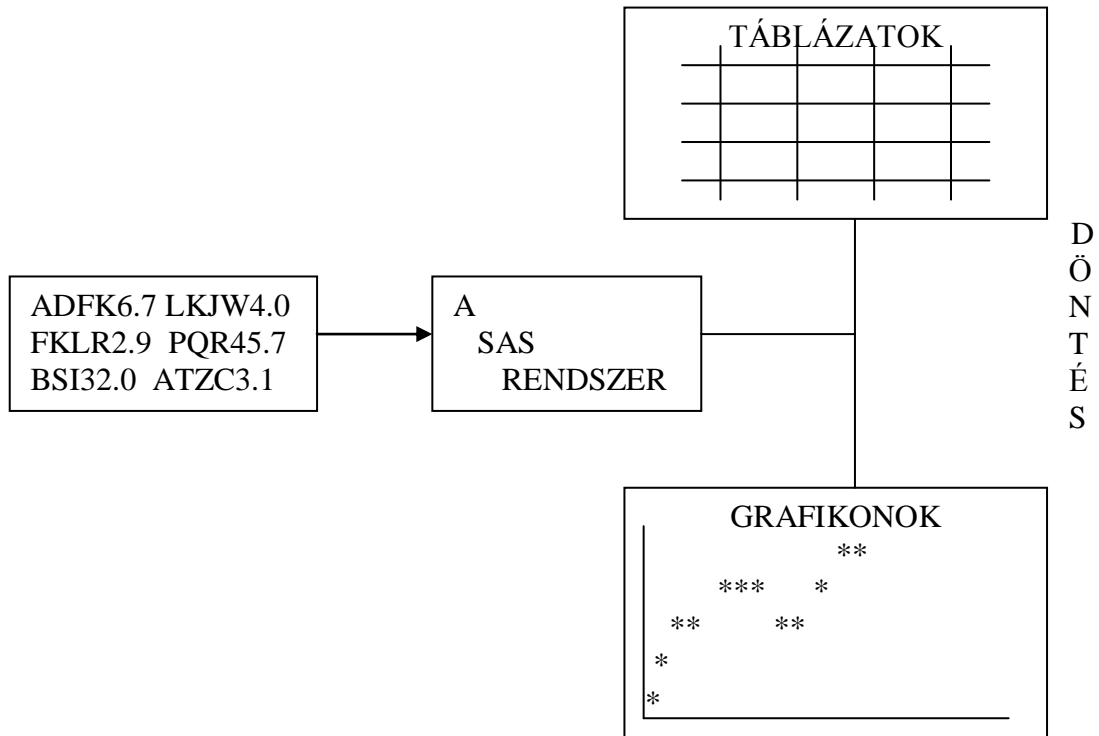 TÁBLÁZATOK
D
Ö
N
T
É
S
ADFK6.7 LKJW4.0
FKLR2.9 PQR45.7
BSI32.0 ATZC3.1
A
SAS
RENDSZER
GRAFIKONOK
**
*** *
** **
*
*